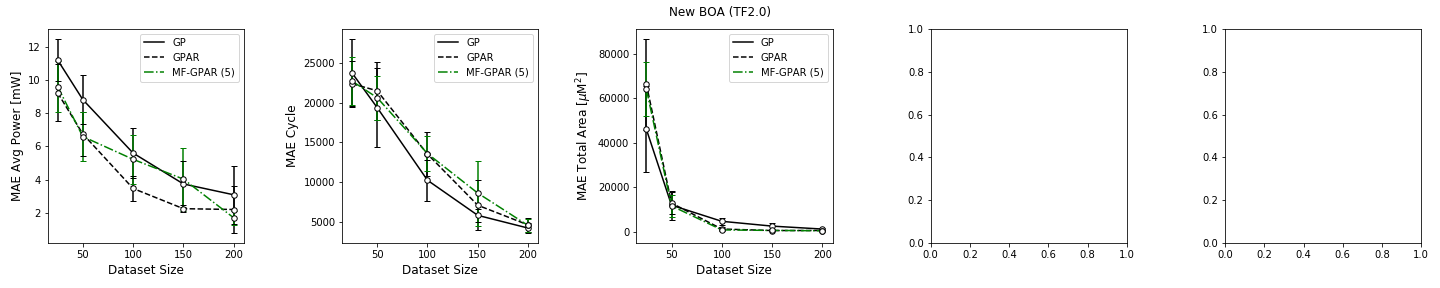 New BOA (TF2.0)
MAE Avg Power [mW]
12
10
8
6
4
2
50 100 150 200
Dataset Size
GP
GPAR
MF-GPAR (5)
MAE Cycle
25000
20000
15000
10000
5000
50 100 150 200
Dataset Size
GP
GPAR
MF-GPAR (5)
MAE Total Area [μM²]
80000
60000
40000
20000
0
50 100 150 200
Dataset Size
GP
GPAR
MF-GPAR (5)
1.0
0.8
0.6
0.4
0.2
0.0
0.0 0.2 0.4 0.6 0.8 1.0
1.0
0.8
0.6
0.4
0.2
0.0
0.0 0.2 0.4 0.6 0.8 1.0